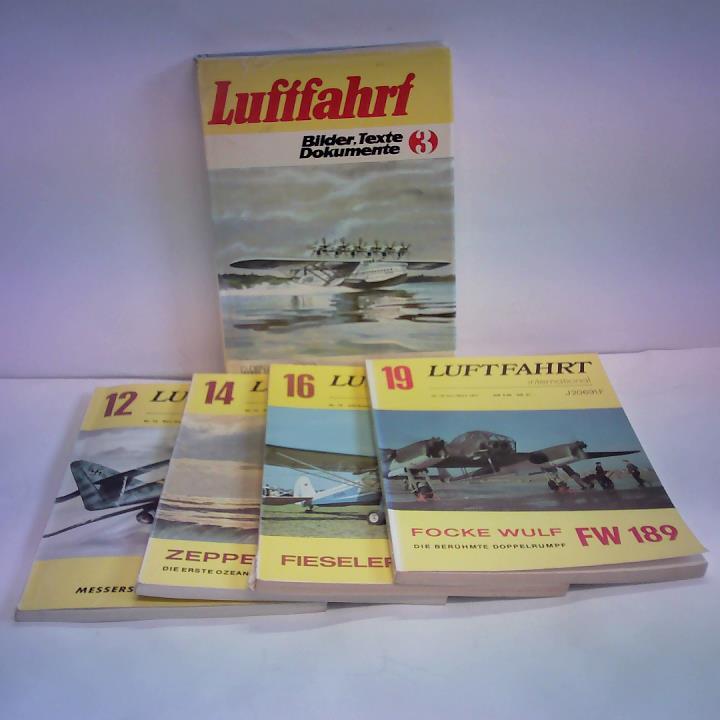 Luftfahrt
Bilder, Texte
Dokumente 3
12 LU
MESSERS
14 L
ZEPPE
DIE ERSTE OZEAN
16 LU
FIESELER
19 LUFTFAHRT
international
J20691F
FOCKE WULF FW 189
DIE BERÜHMTE DOPPELRUMPF